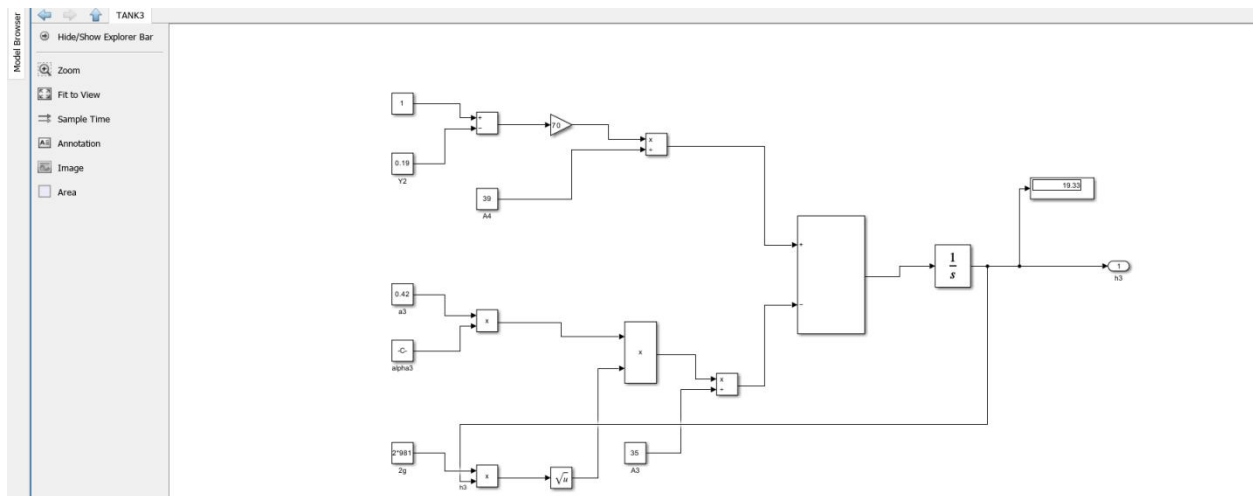 TANK3
Model Browser
Hide/Show Explorer Bar
Zoom
Fit to View
Sample Time
Annotation
Image
Area
1
+
−
70
0.19
Y2
×
÷
39
A4
19.33
+
−
1
s
1
h3
0.42
a3
×
-C-
alpha3
×
×
÷
2*981
2g
×
h3
√u
35
A3